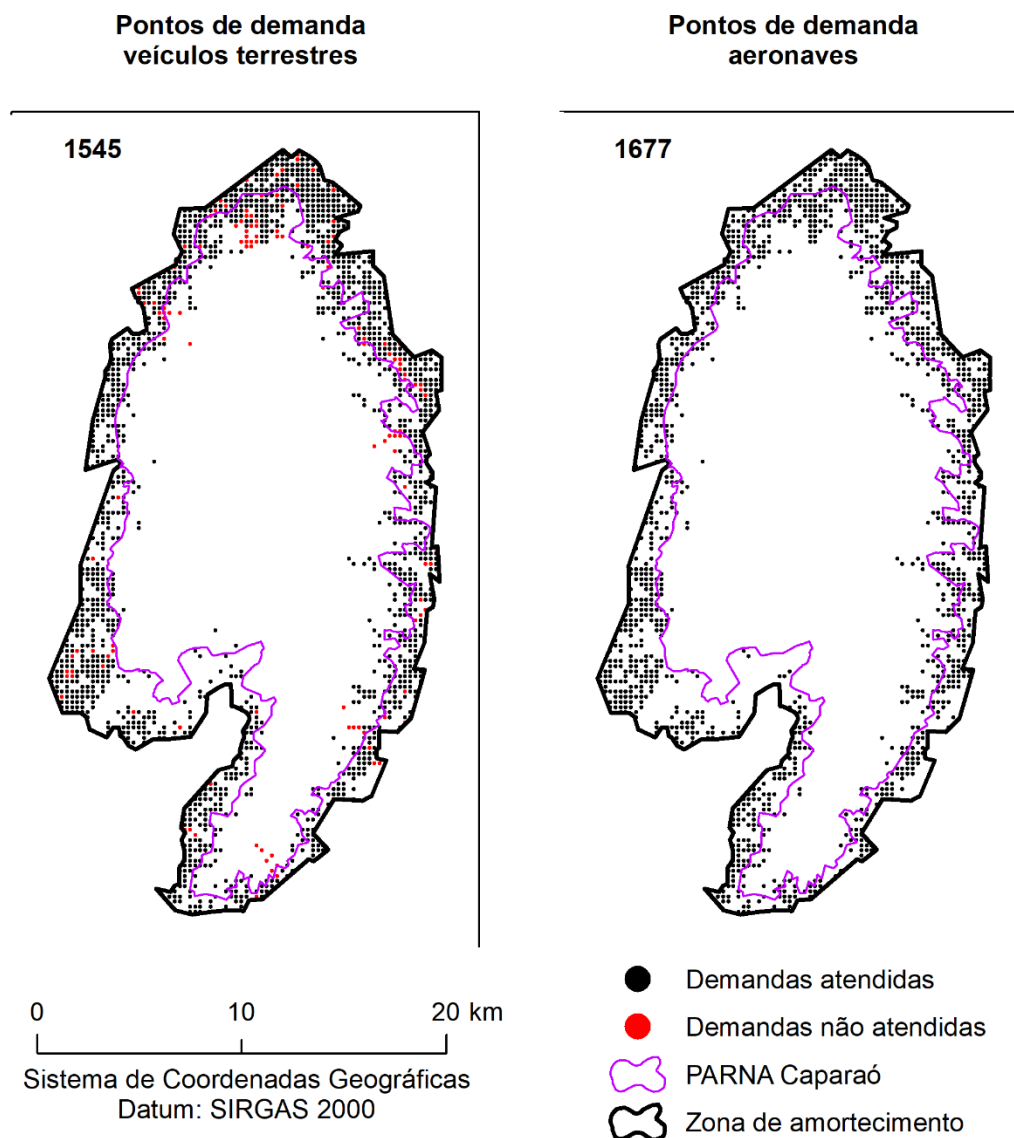 Pontos de demanda
veículos terrestres
Pontos de demanda
aeronaves
1545
1677
0 10 20 km
Sistema de Coordenadas Geográficas
Datum: SIRGAS 2000
Demandas atendidas
Demandas não atendidas
PARNA Caparaó
Zona de amortecimento